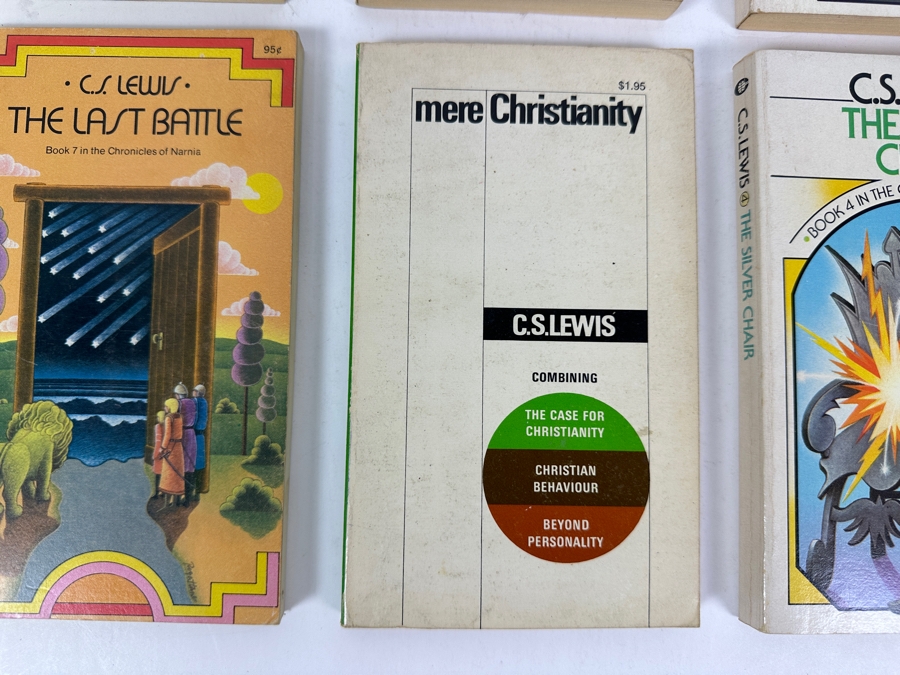 95¢
• C.S. LEWIS •
THE LAST BATTLE
Book 7 in the Chronicles of Narnia
$1.95
mere Christianity
C.S.LEWIS
COMBINING
THE CASE FOR
CHRISTIANITY
CHRISTIAN
BEHAVIOUR
BEYOND
PERSONALITY
C.S. LEWIS 4 THE SILVER CHAIR
C.S.
THE
• BOOK 4 IN THE